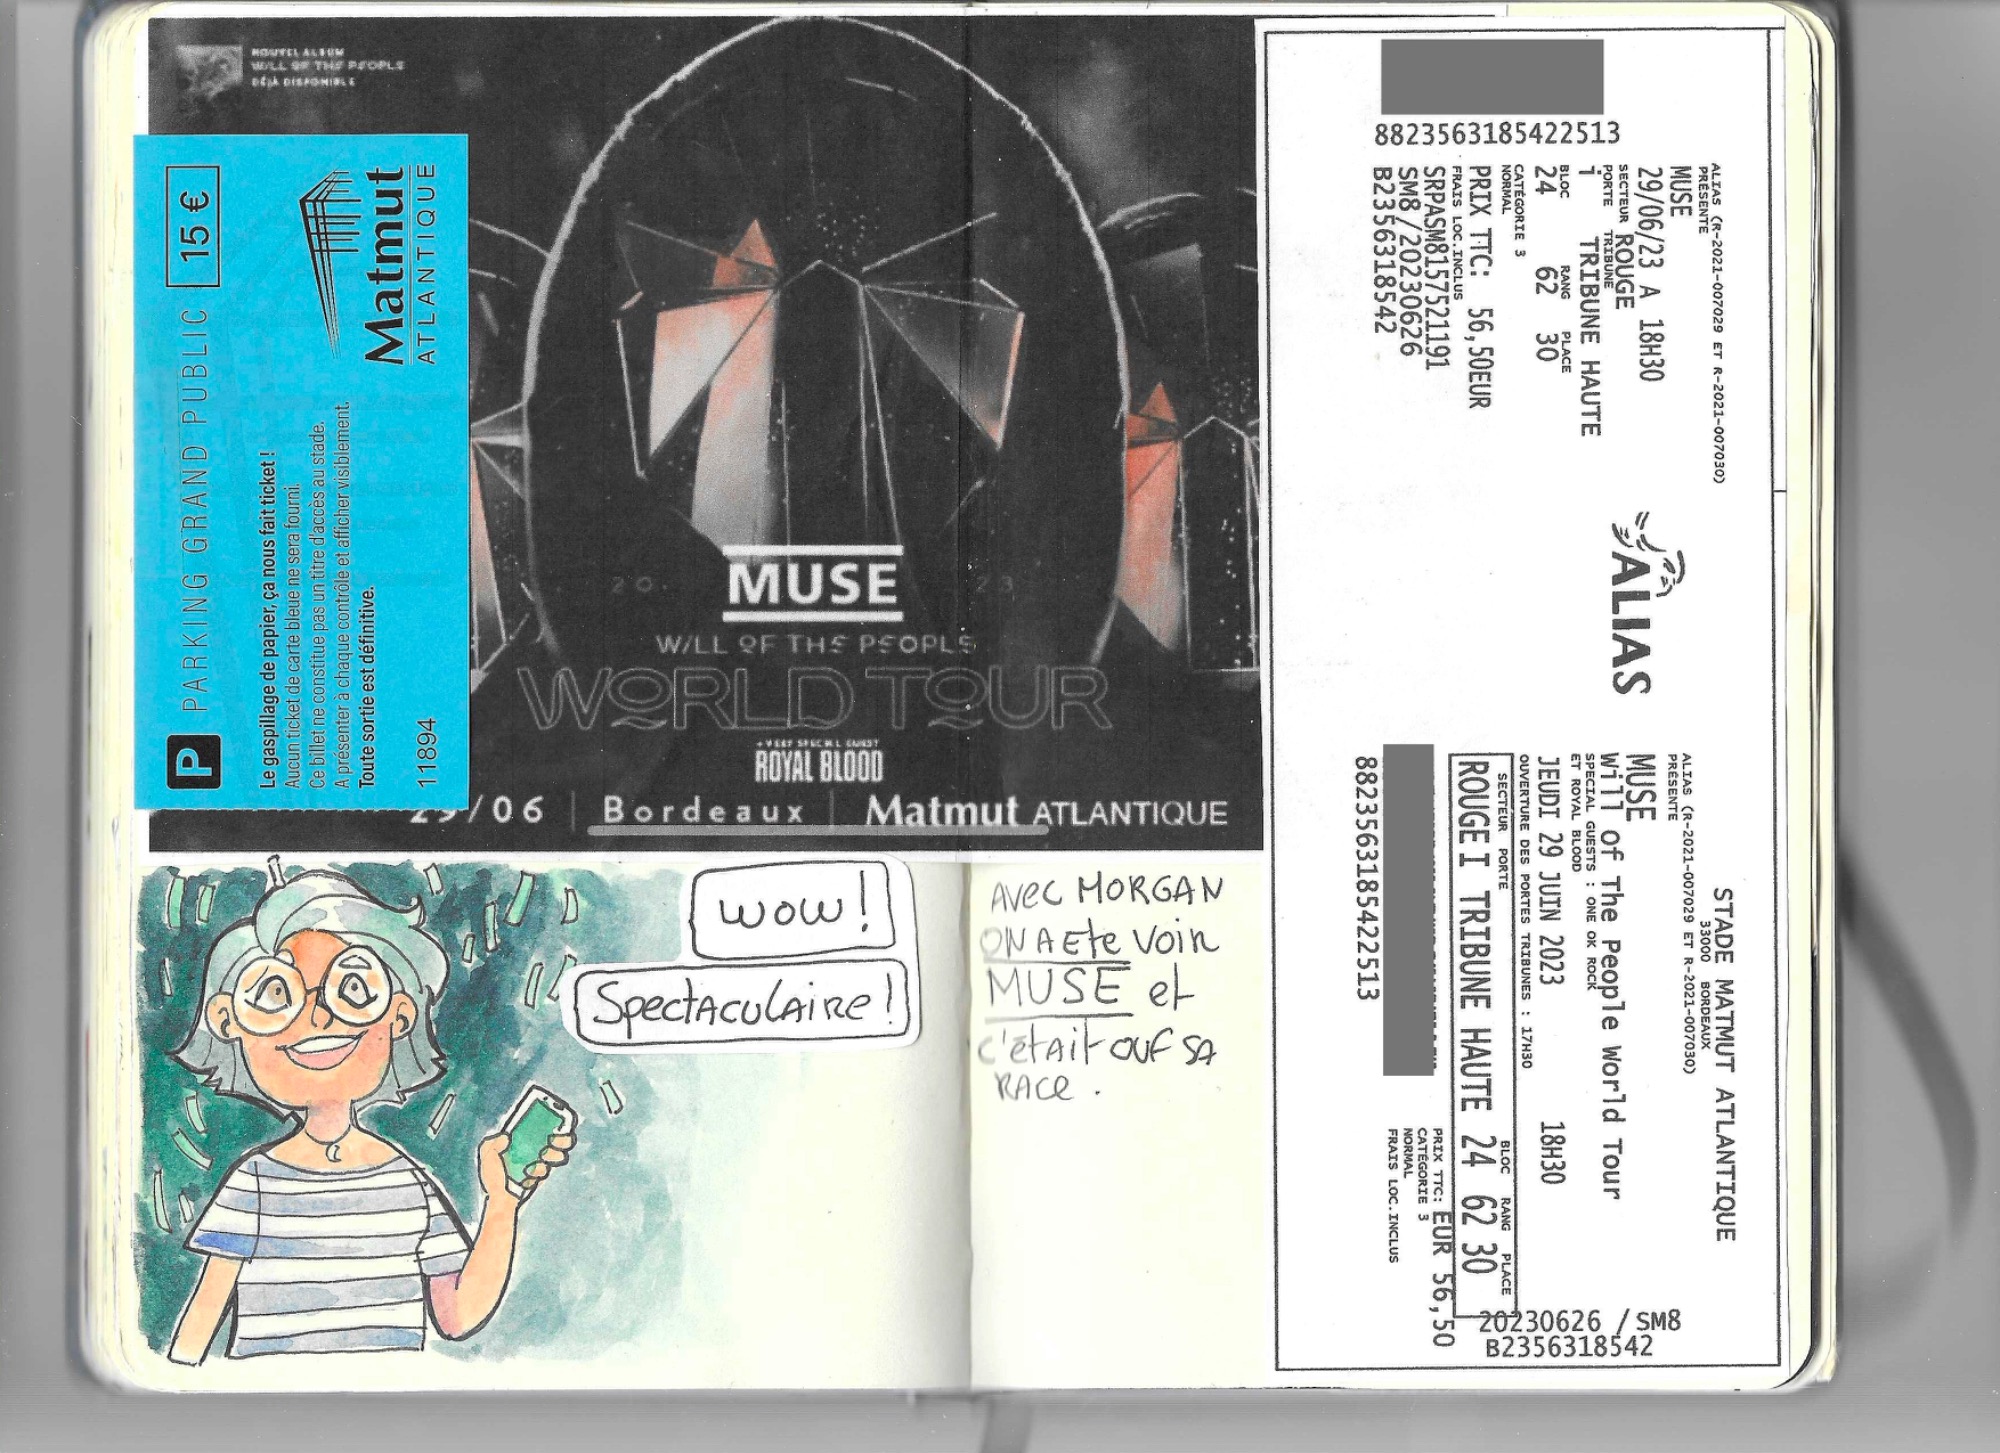 NOUVEL ALBUM
WILL OF THE PEOPLE
DÉJÀ DISPONIBLE
P PARKING GRAND PUBLIC 15 €
Le gaspillage de papier, ça nous fait ticket !
Aucun ticket de carte bleue ne sera fourni.
Ce billet ne constitue pas un titre d'accès au stade.
A présenter à chaque contrôle et afficher visiblement.
Toute sortie est définitive.
11894
Matmut
ATLANTIQUE
20 23
MUSE
WILL OF THE PEOPLE
WORLD TOUR
+ VERY SPECIAL GUEST
ROYAL BLOOD
29/06 | Bordeaux | Matmut ATLANTIQUE
WOW !
SPECTACULAIRE !
AVEC MORGAN
ON A ETE VOIR
MUSE et
C'ÉTAIT OUF SA
RACE .
ALIAS (R-2021-007029 ET R-2021-007030)
PRÉSENTE
MUSE
29/06/23 A 18H30
SECTEUR ROUGE
PORTE TRIBUNE
i TRIBUNE HAUTE
BLOC RANG PLACE
24 62 30
CATÉGORIE 3
NORMAL
PRIX TTC: 56,50EUR
FRAIS LOC.INCLUS
SRPASM8157521191
SM8/20230626
B2356318542
8823563185422513
ALIAS
STADE MATMUT ATLANTIQUE
33000 BORDEAUX
ALIAS (R-2021-007029 ET R-2021-007030)
PRÉSENTE
MUSE
Will of The People World Tour
SPECIAL GUESTS : ONE OK ROCK
ET ROYAL BLOOD
JEUDI 29 JUIN 2023 18H30
OUVERTURE DES PORTES TRIBUNES : 17H30
SECTEUR PORTE BLOC RANG PLACE
ROUGE I TRIBUNE HAUTE 24 62 30
PRIX TTC: EUR 56,50
CATÉGORIE 3
NORMAL
FRAIS LOC.INCLUS
8823563185422513
20230626 /SM8
B2356318542